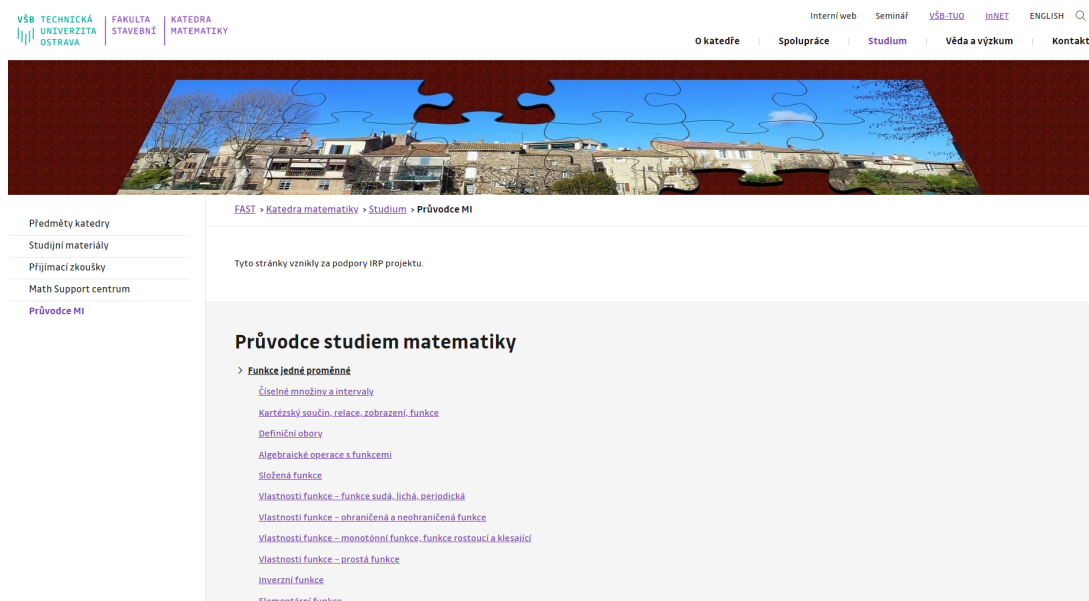 VŠB TECHNICKÁ
UNIVERZITA
OSTRAVA
FAKULTA
STAVEBNÍ
KATEDRA
MATEMATIKY
Interní web Seminář VŠB-TUO InNET ENGLISH
O katedře Spolupráce Studium Věda a výzkum Kontakt
Předměty katedry
Studijní materiály
Přijímací zkoušky
Math Support centrum
Průvodce MI
FAST › Katedra matematiky › Studium › Průvodce MI
Tyto stránky vznikly za podpory IRP projektu.
Průvodce studiem matematiky
Funkce jedné proměnné
Číselné množiny a intervaly
Kartézský součin, relace, zobrazení, funkce
Definiční obory
Algebraické operace s funkcemi
Složená funkce
Vlastnosti funkce – funkce sudá, lichá, periodická
Vlastnosti funkce – ohraničená a neohraničená funkce
Vlastnosti funkce – monotónní funkce, funkce rostoucí a klesající
Vlastnosti funkce – prostá funkce
Inverzní funkce
Elementární funkce